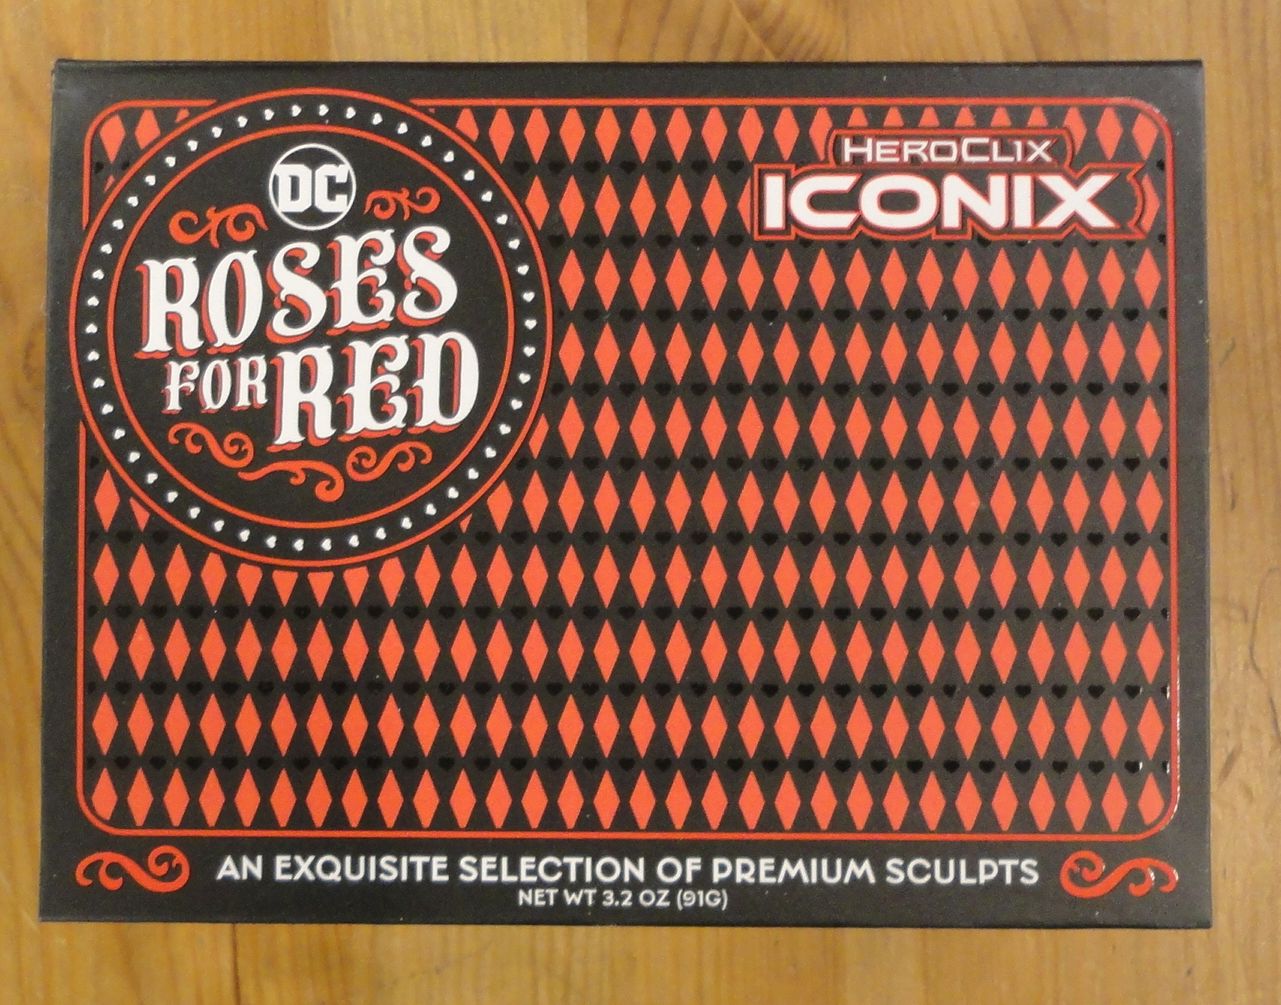 DC
ROSES
FOR RED
HEROCLIX
ICONIX
AN EXQUISITE SELECTION OF PREMIUM SCULPTS
NET WT 3.2 OZ (91G)